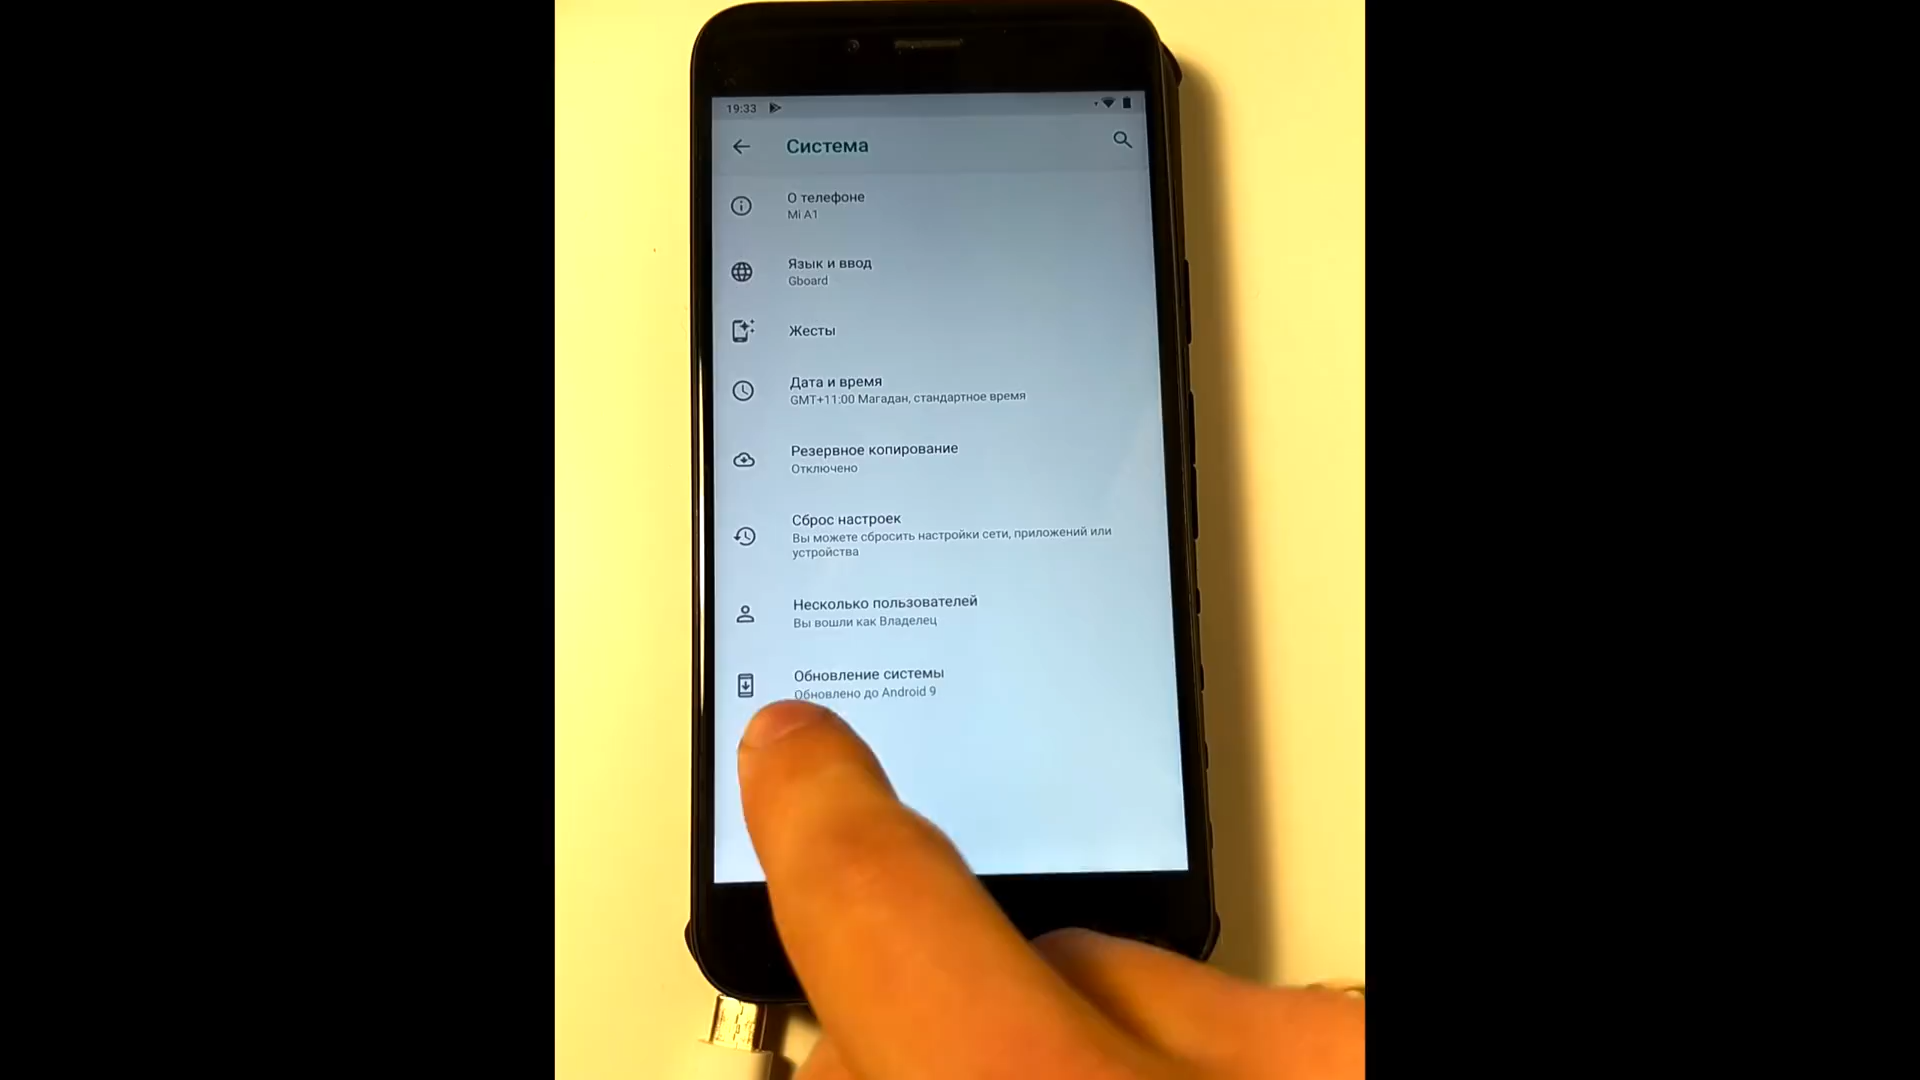 19:33
Система
О телефоне
Mi A1
Язык и ввод
Gboard
Жесты
Дата и время
GMT+11:00 Магадан, стандартное время
Резервное копирование
Отключено
Сброс настроек
Вы можете сбросить настройки сети, приложений или
устройства
Несколько пользователей
Вы вошли как Владелец
Обновление системы
Обновлено до Android 9